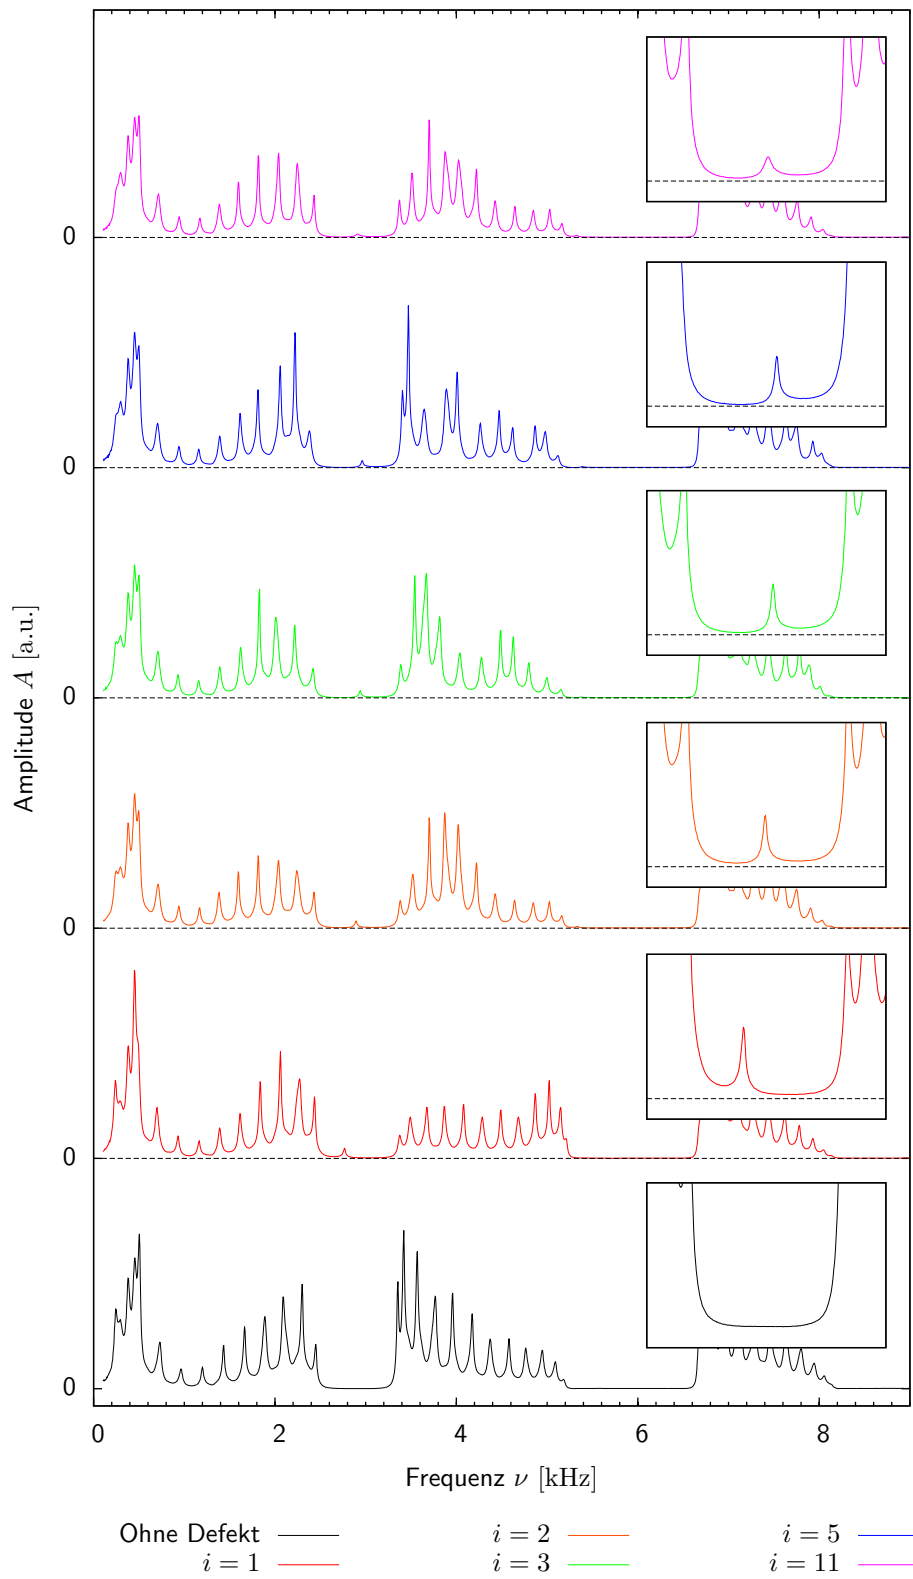 0
0
0
Amplitude A [a.u.]
0
0
0
0 2 4 6 8
Frequenz ν [kHz]
Ohne Defekt i = 2 i = 5
i = 1 i = 3 i = 11